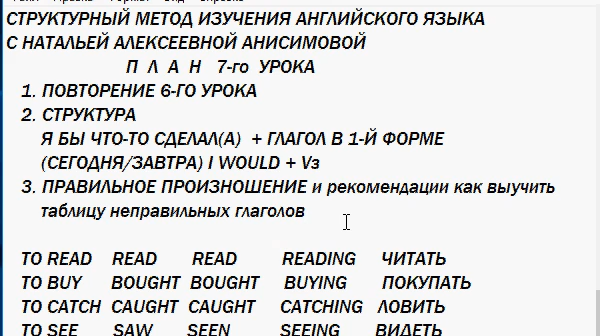 СТРУКТУРНЫЙ МЕТОД ИЗУЧЕНИЯ АНГЛИЙСКОГО ЯЗЫКА
С НАТАЛЬЕЙ АЛЕКСЕЕВНОЙ АНИСИМОВОЙ
П Л А Н 7-го УРОКА
1. ПОВТОРЕНИЕ 6-ГО УРОКА
2. СТРУКТУРА
Я БЫ ЧТО-ТО СДЕЛАЛ(А) + ГЛАГОЛ В 1-Й ФОРМЕ
(СЕГОДНЯ/ЗАВТРА) I WOULD + Vз
3. ПРАВИЛЬНОЕ ПРОИЗНОШЕНИЕ и рекомендации как выучить
таблицу неправильных глаголов
TO READ READ READ READING ЧИТАТЬ
TO BUY BOUGHT BOUGHT BUYING ПОКУПАТЬ
TO CATCH CAUGHT CAUGHT CATCHING ЛОВИТЬ
TO SEE SAW SEEN SEEING ВИДЕТЬ